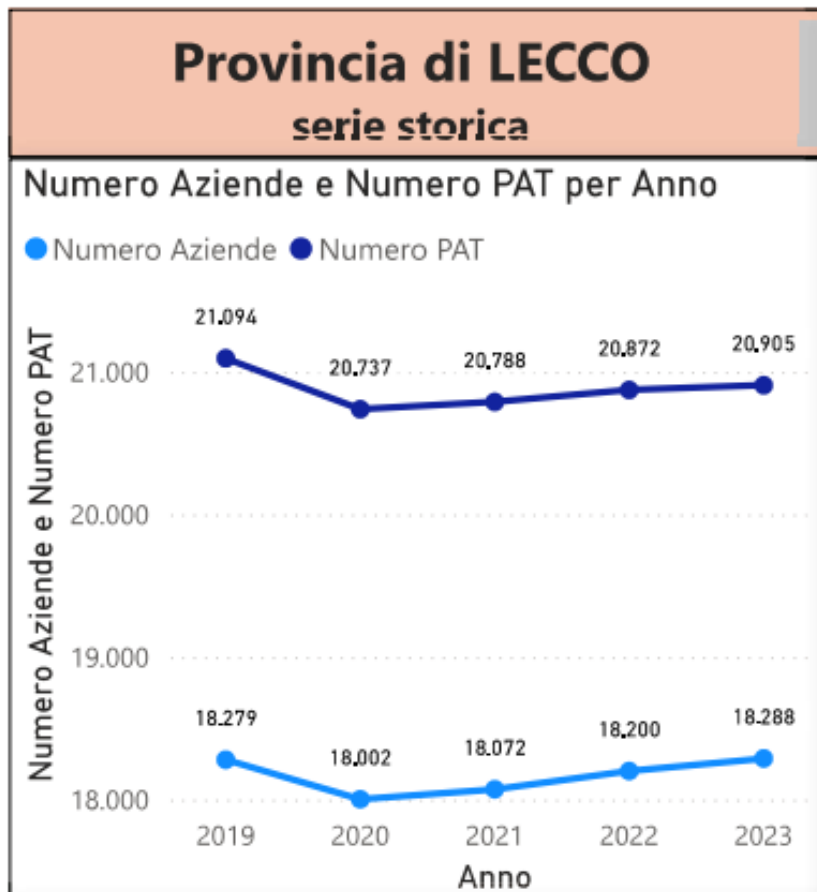 Provincia di LECCO
serie storica
Numero Aziende e Numero PAT per Anno
Numero Aziende Numero PAT
Numero Aziende e Numero PAT
21.094
20.737
20.788
20.872
20.905
21.000
20.000
19.000
18.279
18.002
18.072
18.200
18.288
18.000
2019 2020 2021 2022 2023
Anno